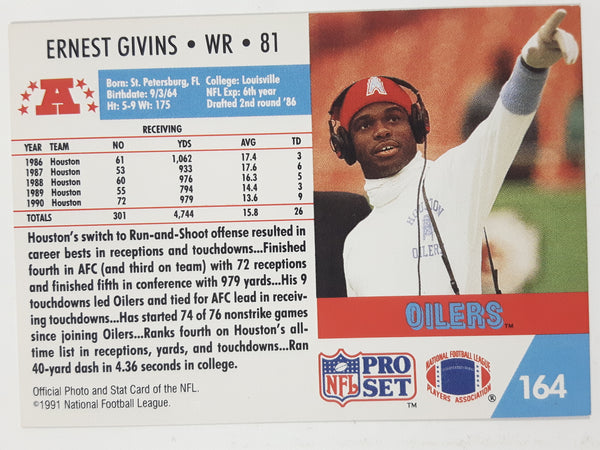 ERNEST GIVINS • WR • 81
A
Born: St. Petersburg, FL College: Louisville
Birthdate: 9/3/64 NFL Exp: 6th year
Ht: 5-9 Wt: 175 Drafted 2nd round '86
RECEIVING
YEAR TEAM NO YDS AVG TD
1986 Houston 61 1,062 17.4 3
1987 Houston 53 933 17.6 6
1988 Houston 60 976 16.3 5
1989 Houston 55 794 14.4 3
1990 Houston 72 979 13.6 9
TOTALS 301 4,744 15.8 26
Houston's switch to Run-and-Shoot offense resulted in
career bests in receptions and touchdowns...Finished
fourth in AFC (and third on team) with 72 receptions
and finished fifth in conference with 979 yards...His 9
touchdowns led Oilers and tied for AFC lead in receiv-
ing touchdowns...Has started 74 of 76 nonstrike games
since joining Oilers...Ranks fourth on Houston's all-
time list in receptions, yards, and touchdowns...Ran
40-yard dash in 4.36 seconds in college.
Official Photo and Stat Card of the NFL.
©1991 National Football League.
HOUSTON
OILERS
OILERS™
NFL
PRO
SET™
NATIONAL FOOTBALL LEAGUE
PLAYERS ASSOCIATION ®
164